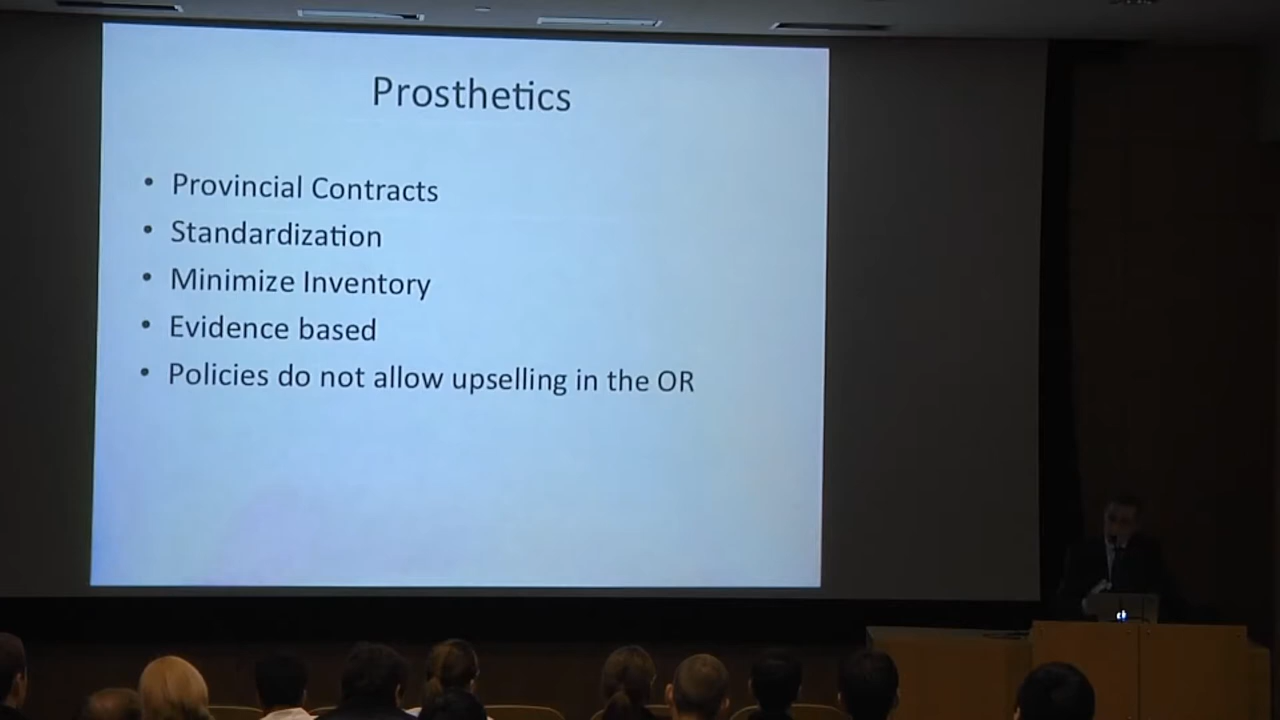 Prosthetics
• Provincial Contracts
• Standardization
• Minimize Inventory
• Evidence based
• Policies do not allow upselling in the OR